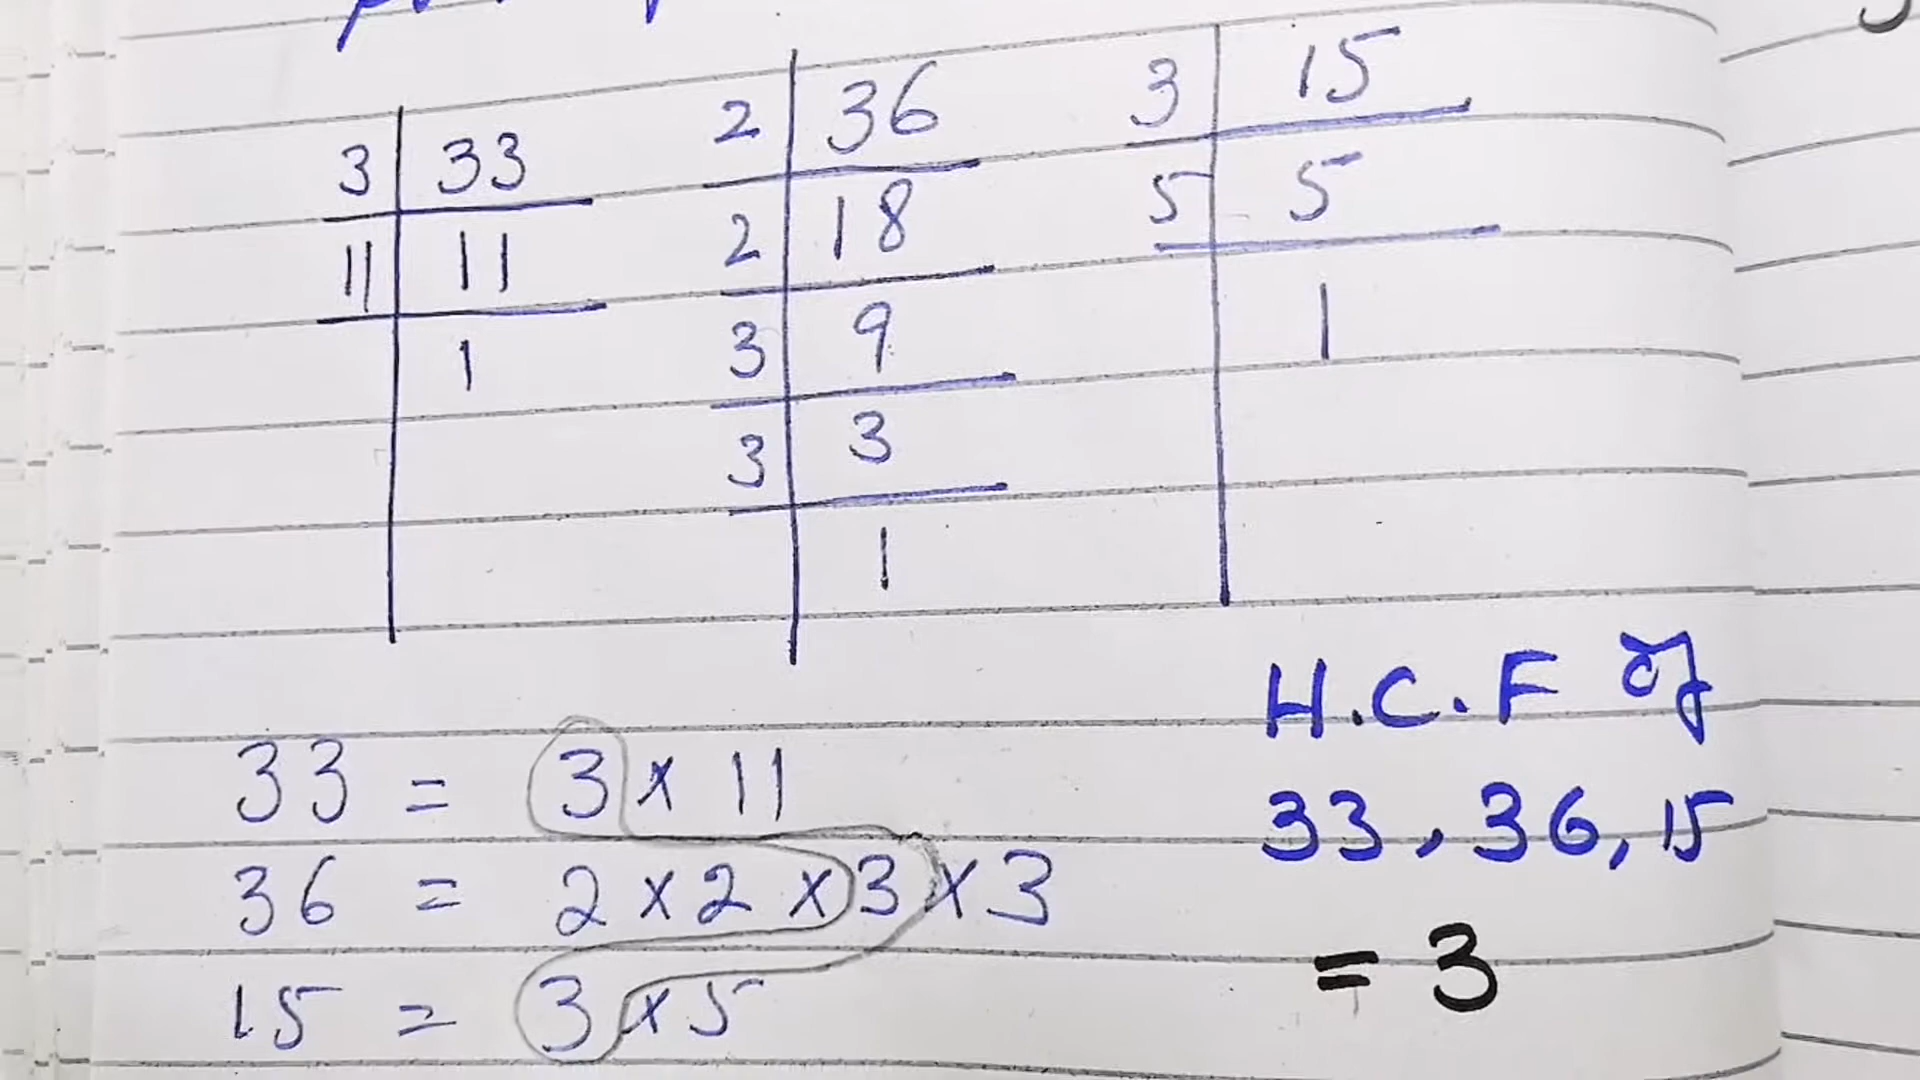 3 | 33
11 | 11
1
2 | 36
2 | 18
3 | 9
3 | 3
1
3 | 15
5 | 5
1
33 = 3 x 11
36 = 2 x 2 x 3 x 3
15 = 3 x 5
H.C.F of
33, 36, 15
= 3